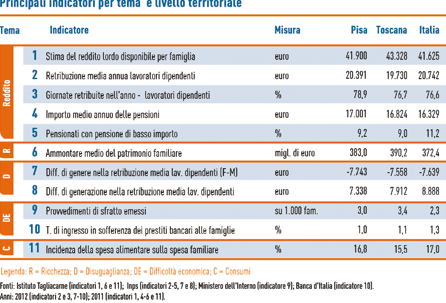 Principali indicatori per tema e livello territoriale
Tema Indicatore Misura Pisa Toscana Italia
Reddito
1 Stima del reddito lordo disponibile per famiglia euro 41.900 43.328 41.625
2 Retribuzione media annua lavoratori dipendenti euro 20.391 19.730 20.742
3 Giornate retribuite nell'anno - lavoratori dipendenti % 78,9 76,7 76,6
4 Importo medio annuo delle pensioni euro 17.001 16.824 16.329
5 Pensionati con pensione di basso importo % 9,2 9,0 11,2
R 6 Ammontare medio del patrimonio familiare migl. di euro 383,0 390,2 372,4
D 7 Diff. di genere nella retribuzione media lav. dipendenti (F-M) euro -7.743 -7.558 -7.639
8 Diff. di generazione nella retribuzione media lav. dipendenti euro 7.338 7.912 8.888
DE 9 Provvedimenti di sfratto emessi su 1.000 fam. 3,0 3,4 2,3
10 T. di ingresso in sofferenza dei prestiti bancari alle famiglie % 1,0 1,1 1,3
C 11 Incidenza della spesa alimentare sulla spesa familiare % 16,8 15,5 17,0
Legenda: R = Ricchezza; D = Disuguaglianza; DE = Difficoltà economica; C = Consumi
Fonti: Istituto Tagliacarne (indicatori 1, 6 e 11); Inps (indicatori 2-5, 7 e 8); Ministero dell'Interno (indicatore 9); Banca d'Italia (indicatore 10).
Anni: 2012 (indicatori 2 e 3, 7-10); 2011 (indicatori 1, 4-6 e 11).